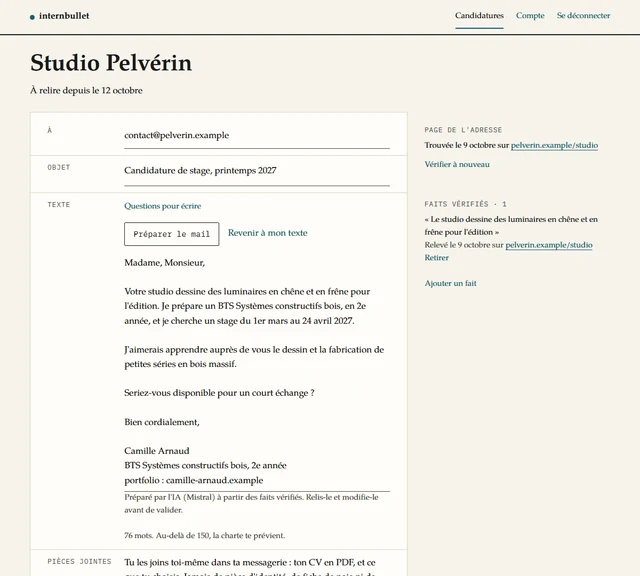 internbullet
Candidatures
Compte
Se déconnecter
Studio Pelvérin
À relire depuis le 12 octobre
À
contact@pelverin.example
OBJET
Candidature de stage, printemps 2027
TEXTE
Questions pour écrire
Préparer le mail
Revenir à mon texte
Madame, Monsieur,
Votre studio dessine des luminaires en chêne et en frêne pour
l'édition. Je prépare un BTS Systèmes constructifs bois, en 2e
année, et je cherche un stage du 1er mars au 24 avril 2027.
J'aimerais apprendre auprès de vous le dessin et la fabrication de
petites séries en bois massif.
Seriez-vous disponible pour un court échange ?
Bien cordialement,
Camille Arnaud
BTS Systèmes constructifs bois, 2e année
portfolio : camille-arnaud.example
Préparé par l'IA (Mistral) à partir des faits vérifiés. Relis-le et modifie-le
avant de valider.
76 mots. Au-delà de 150, la charte te prévient.
PIÈCES JOINTES
Tu les joins toi-même dans ta messagerie : ton CV en PDF, et ce
PAGE DE L'ADRESSE
Trouvée le 9 octobre sur pelverin.example/studio
Vérifier à nouveau
FAITS VÉRIFIÉS · 1
« Le studio dessine des luminaires en chêne et en
frêne pour l'édition »
Relevé le 9 octobre sur pelverin.example/studio
Retirer
Ajouter un fait